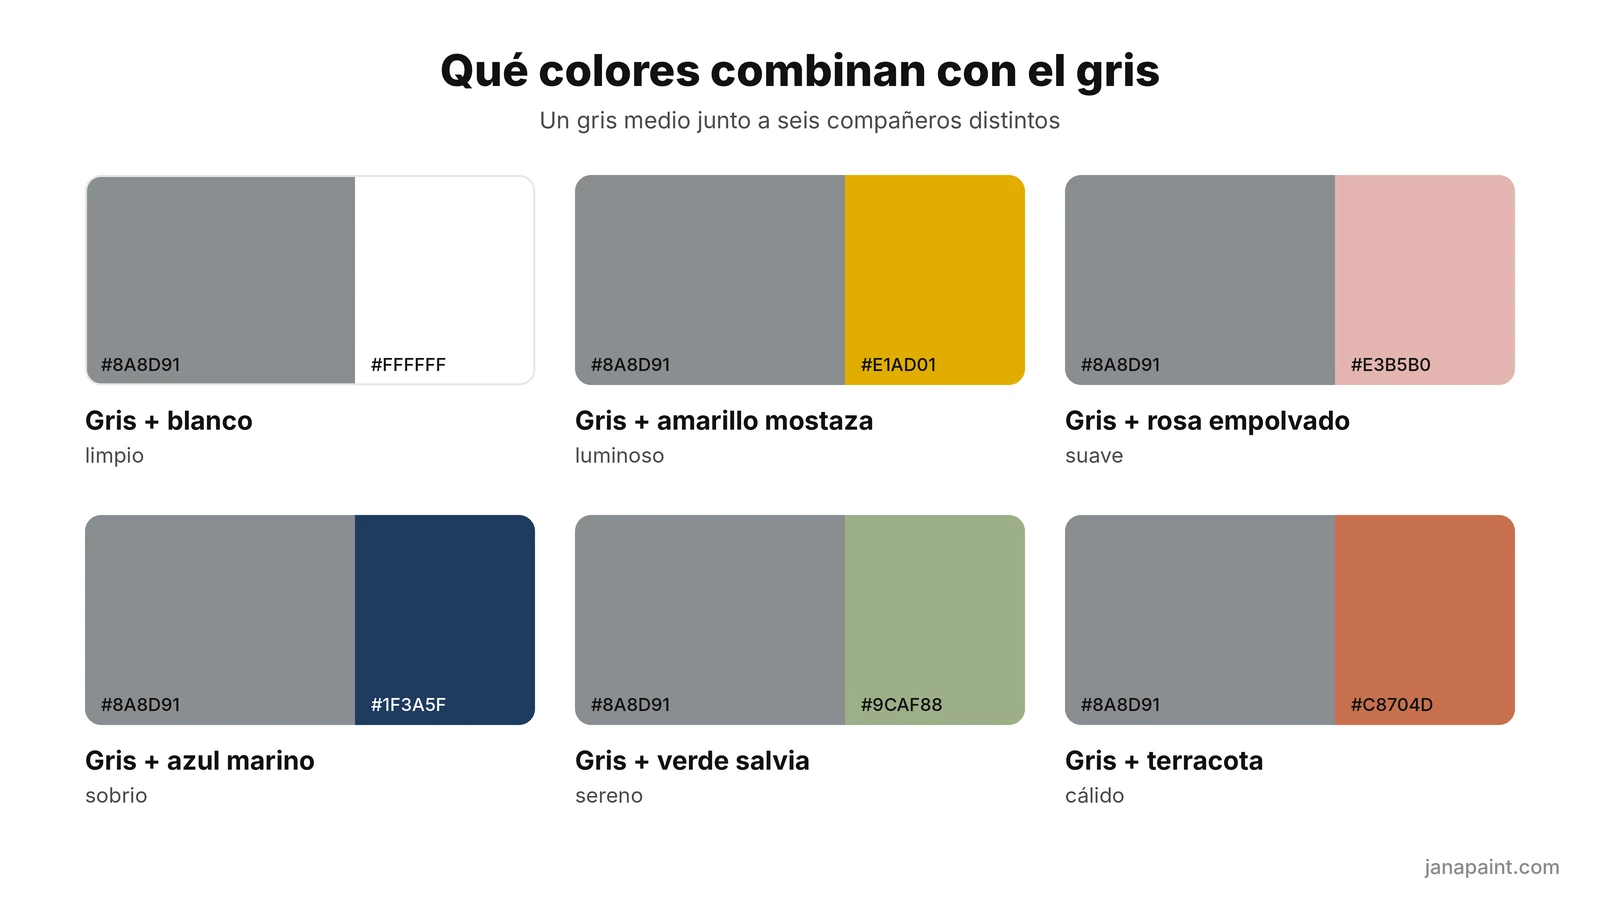 Qué colores combinan con el gris
Un gris medio junto a seis compañeros distintos
#8A8D91 #FFFFFF
#8A8D91 #E1AD01
#8A8D91 #E3B5B0
Gris + blanco
limpio
Gris + amarillo mostaza
luminoso
Gris + rosa empolvado
suave
#8A8D91 #1F3A5F
#8A8D91 #9CAF88
#8A8D91 #C8704D
Gris + azul marino
sobrio
Gris + verde salvia
sereno
Gris + terracota
cálido
janapaint.com